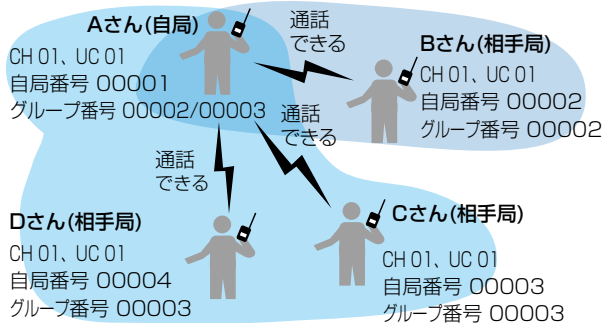 Aさん(自局)
CH 01、UC 01
自局番号 00001
グループ番号 00002/00003
通話
できる
Bさん(相手局)
CH 01、UC 01
自局番号 00002
グループ番号 00002
通話
できる
通話
できる
Dさん(相手局)
CH 01、UC 01
自局番号 00004
グループ番号 00003
Cさん(相手局)
CH 01、UC 01
自局番号 00003
グループ番号 00003